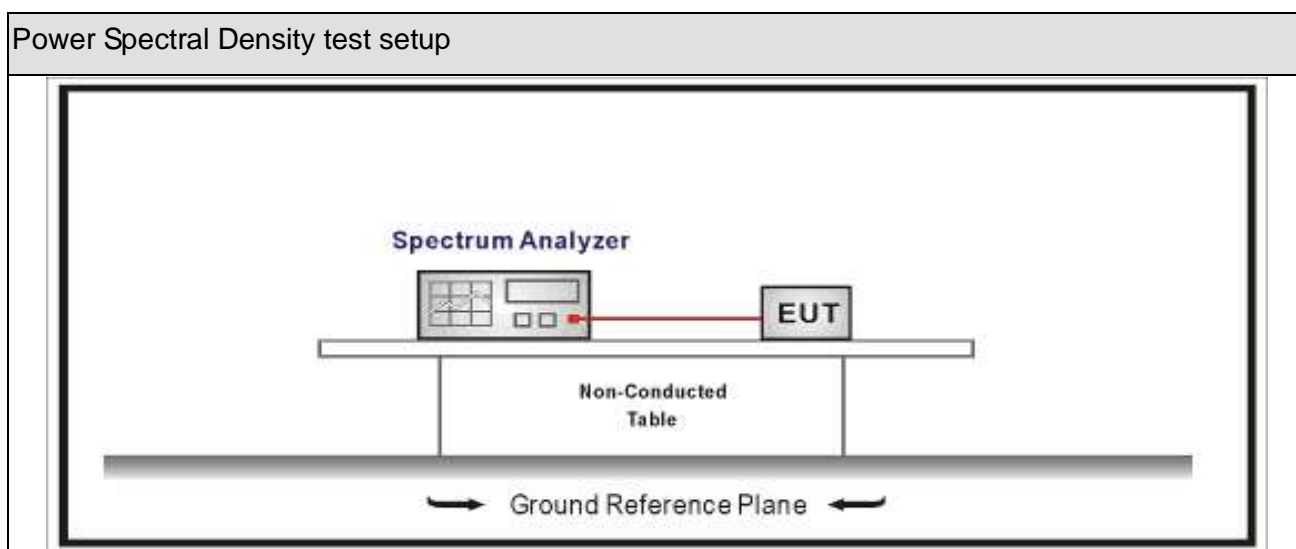 Power Spectral Density test setup
Spectrum Analyzer
EUT
Non-Conducted
Table
Ground Reference Plane